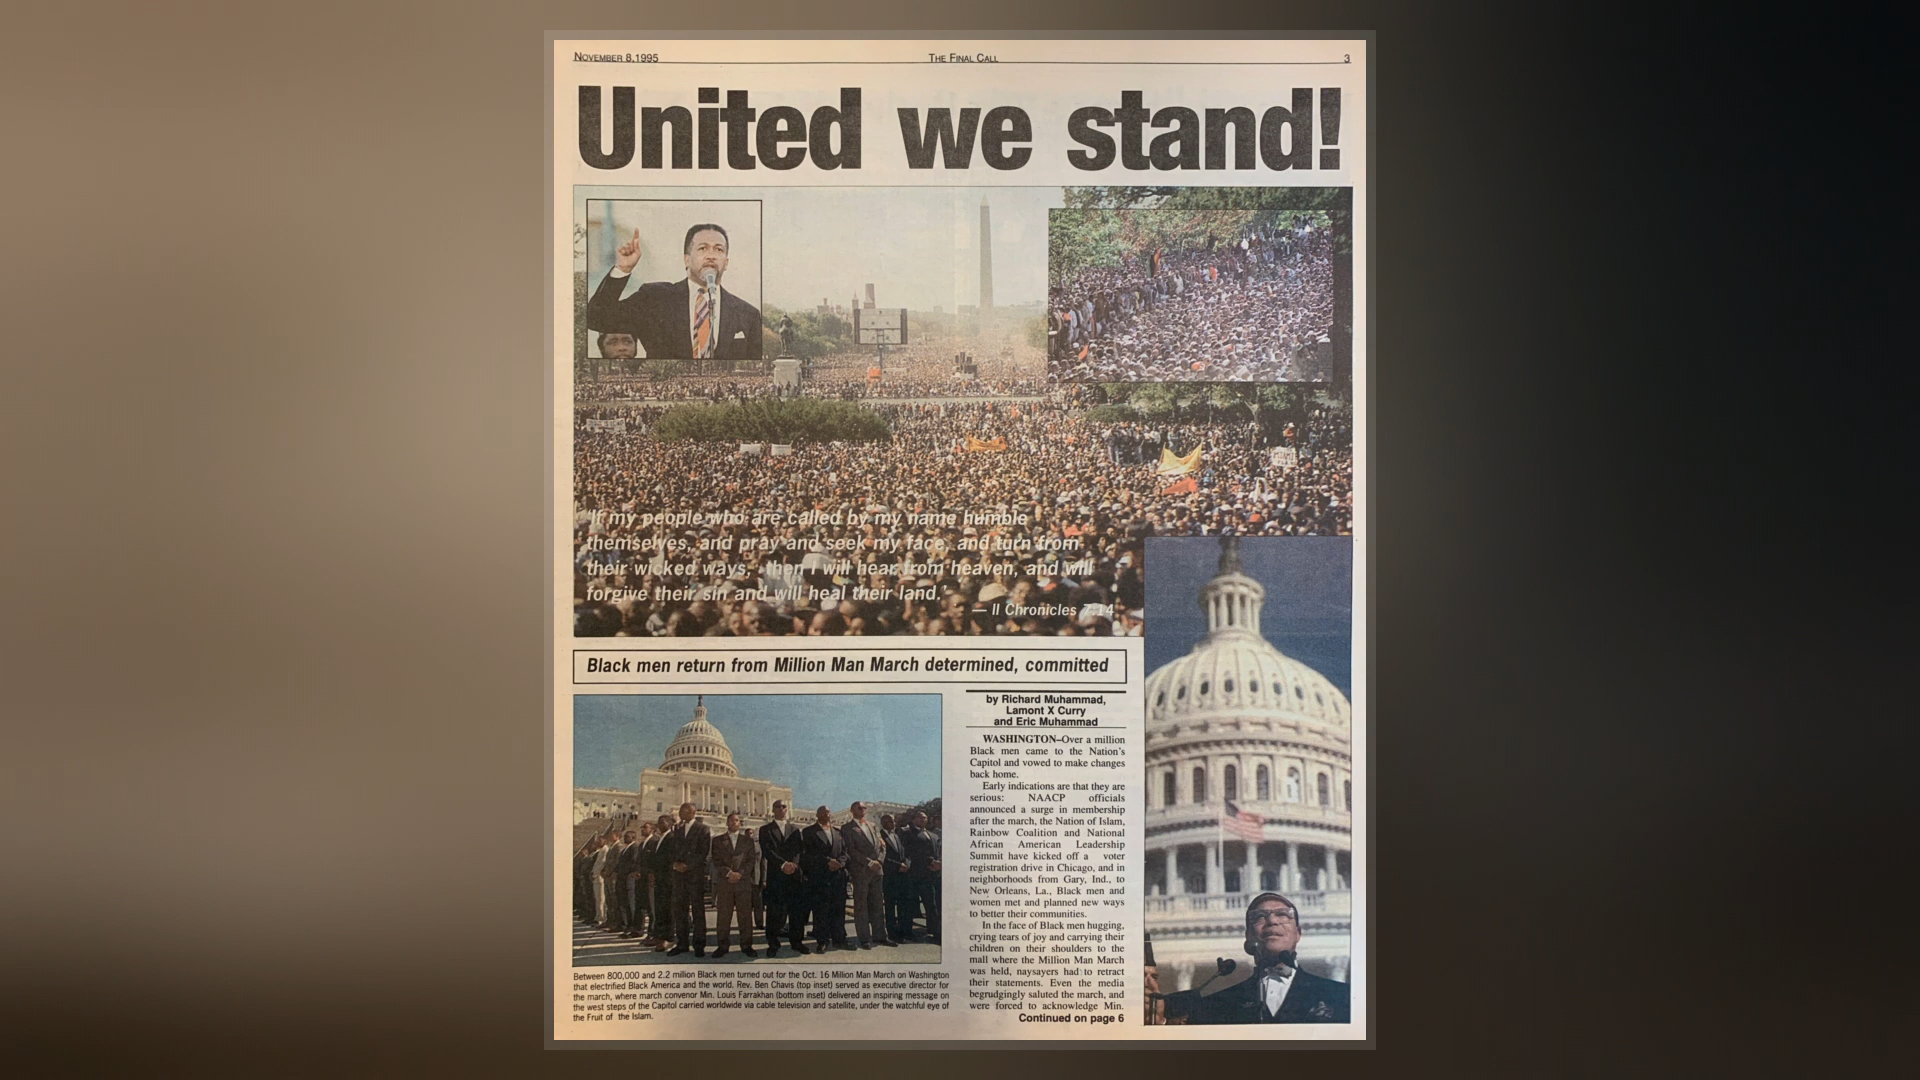 NOVEMBER 8, 1995
THE FINAL CALL
3
United we stand!
'If my people who are called by my name humble
themselves, and pray and seek my face, and turn from
their wicked ways, then I will hear from heaven, and will
forgive their sin and will heal their land.'
— II Chronicles 7:14
Black men return from Million Man March determined, committed
by Richard Muhammad,
Lamont X Curry
and Eric Muhammad
WASHINGTON–Over a million
Black men came to the Nation's
Capitol and vowed to make changes
back home.
Early indications are that they are
serious: NAACP officials
announced a surge in membership
after the march, the Nation of Islam,
Rainbow Coalition and National
African American Leadership
Summit have kicked off a voter
registration drive in Chicago, and in
neighborhoods from Gary, Ind., to
New Orleans, La., Black men and
women met and planned new ways
to better their communities.
In the face of Black men hugging,
crying tears of joy and carrying their
children on their shoulders to the
mall where the Million Man March
was held, naysayers had to retract
their statements. Even the media
begrudgingly saluted the march, and
were forced to acknowledge Min.
Continued on page 6
Between 800,000 and 2.2 million Black men turned out for the Oct. 16 Million Man March on Washington
that electrified Black America and the world. Rev. Ben Chavis (top inset) served as executive director for
the march, where march convenor Min. Louis Farrakhan (bottom inset) delivered an inspiring message on
the west steps of the Capitol carried worldwide via cable television and satellite, under the watchful eye of
the Fruit of the Islam.